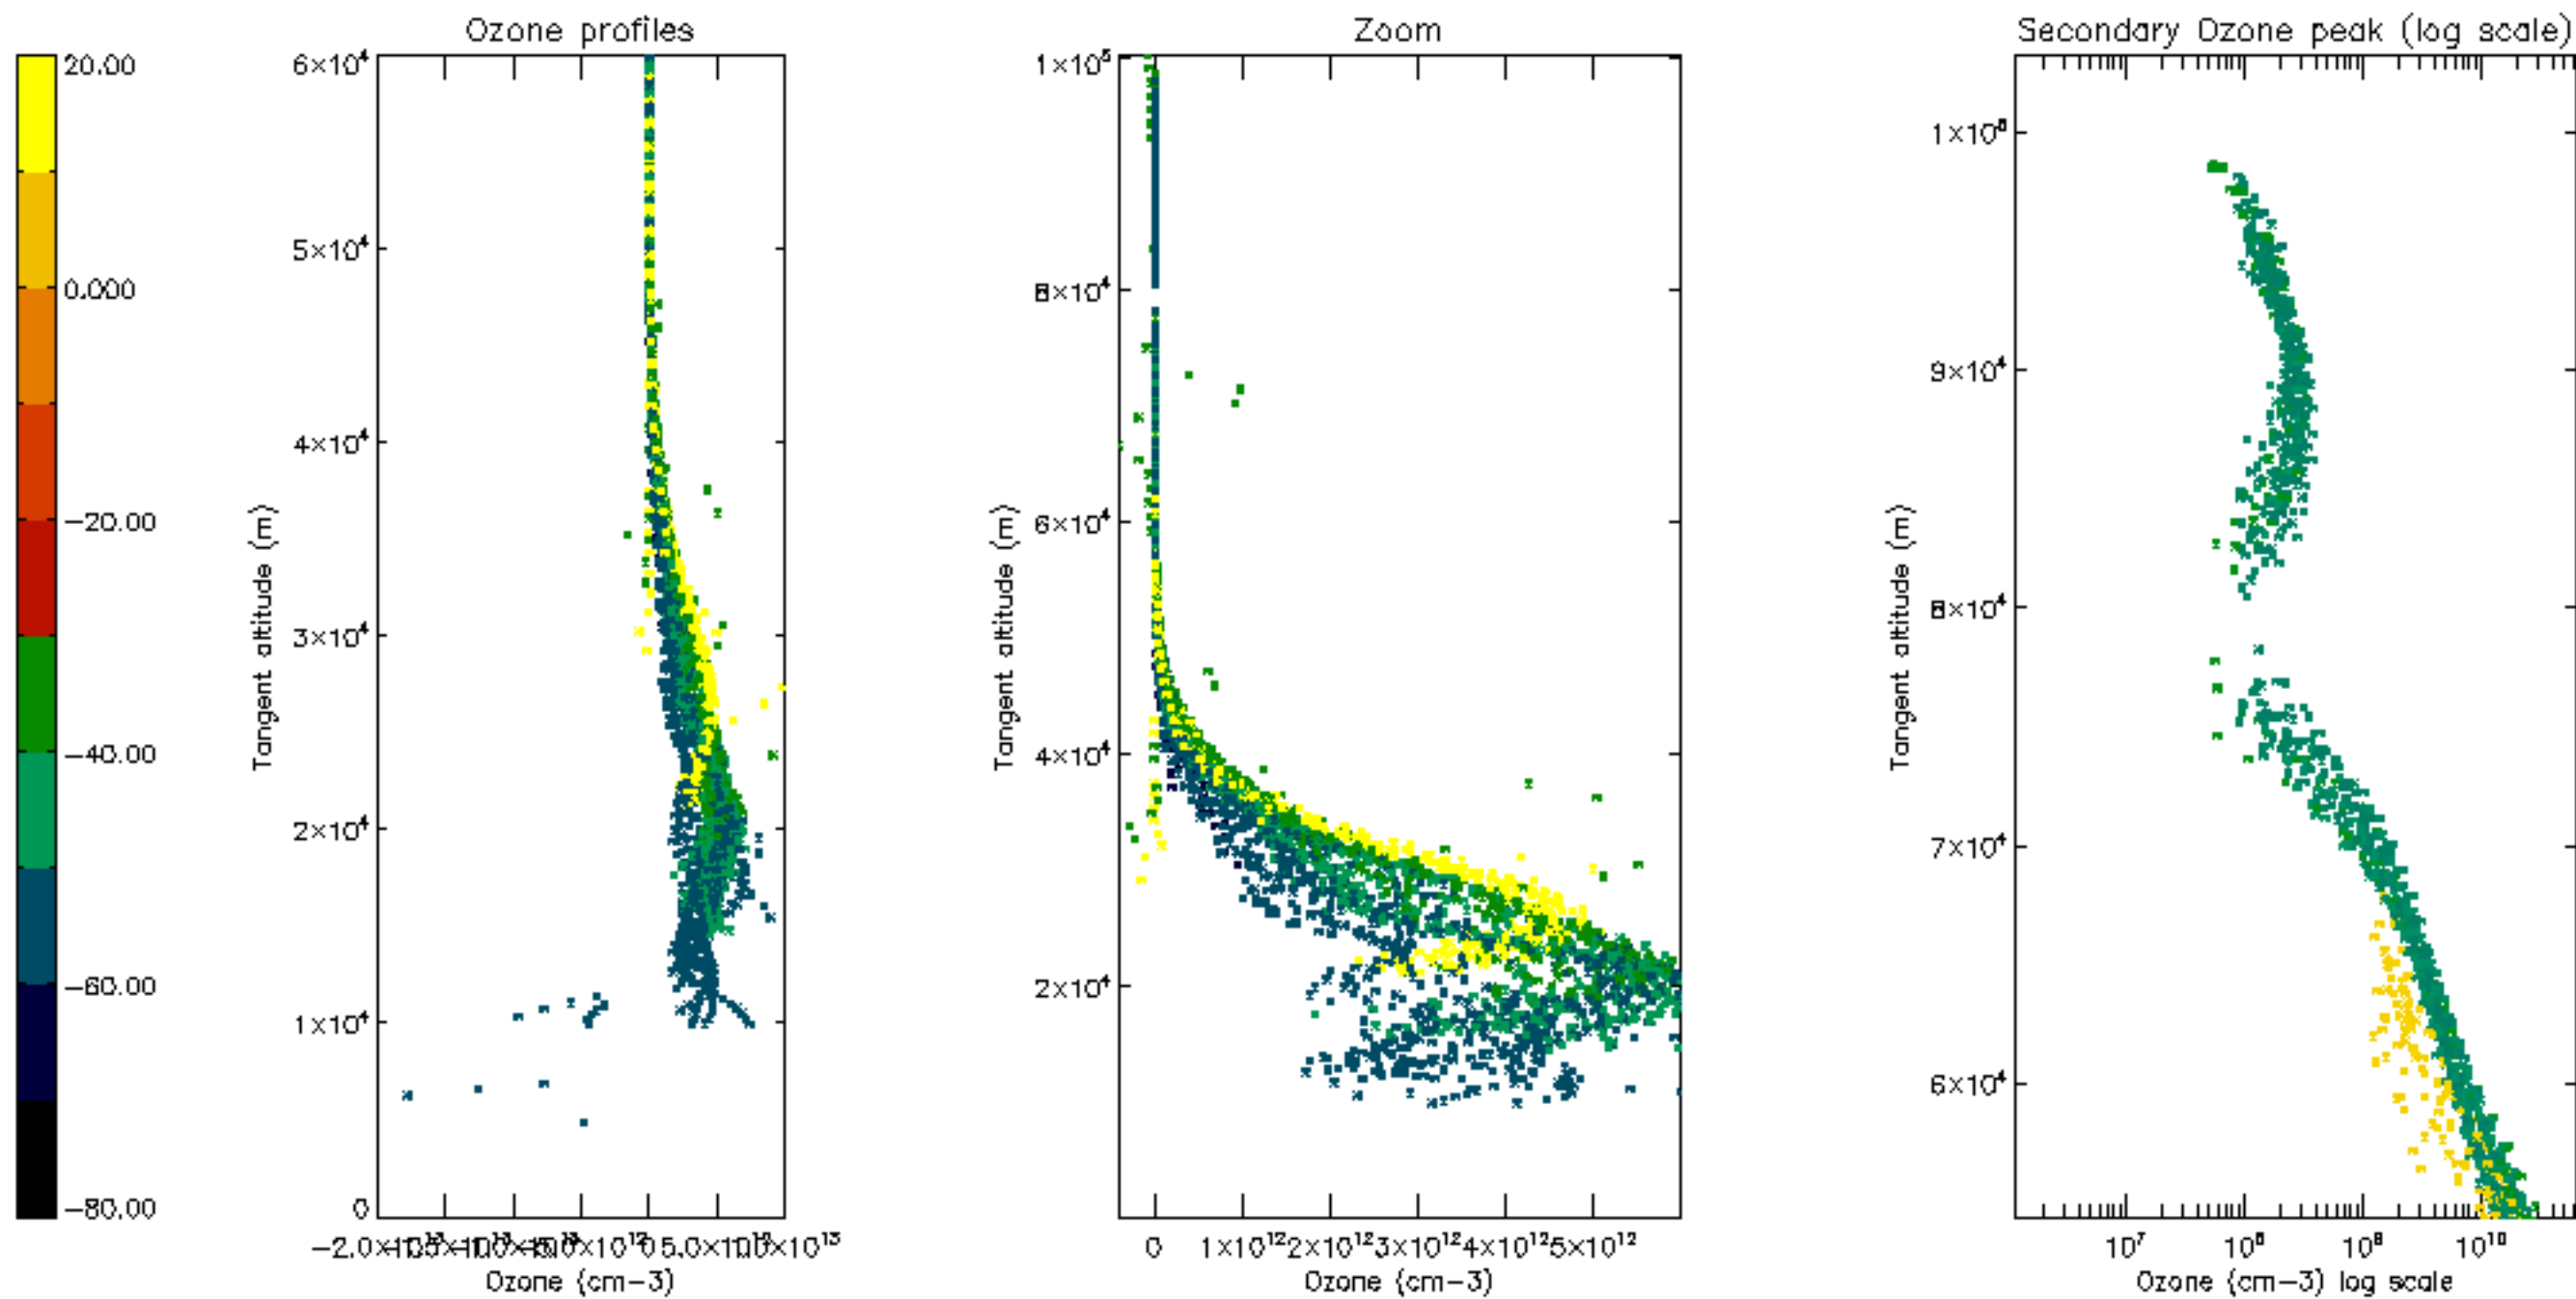 Ozone profiles
Zoom
Secondary Ozone peak (log scale)
20.00
0.000
−20.00
−40.00
−60.00
−80.00
6×10⁴
5×10⁴
4×10⁴
3×10⁴
2×10⁴
1×10⁴
0
Tangent altitude (m)
Ozone (cm−3)
1×10⁵
8×10⁴
6×10⁴
4×10⁴
2×10⁴
Tangent altitude (m)
0 1×10¹² 2×10¹² 3×10¹² 4×10¹² 5×10¹²
Ozone (cm−3)
9×10⁴
8×10⁴
7×10⁴
6×10⁴
Tangent altitude (m)
10⁷ 10⁸ 10⁹ 10¹⁰
Ozone (cm−3) log scale